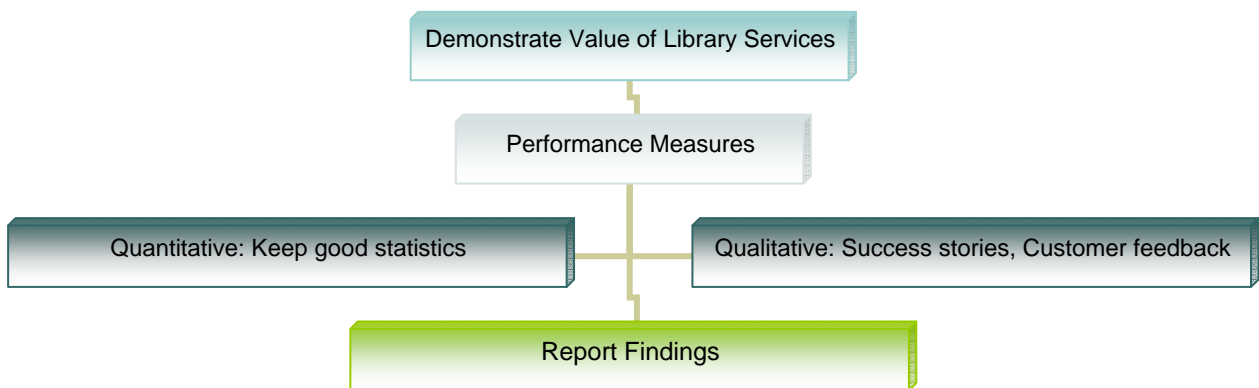 Demonstrate Value of Library Services
Performance Measures
Quantitative: Keep good statistics
Qualitative: Success stories, Customer feedback
Report Findings